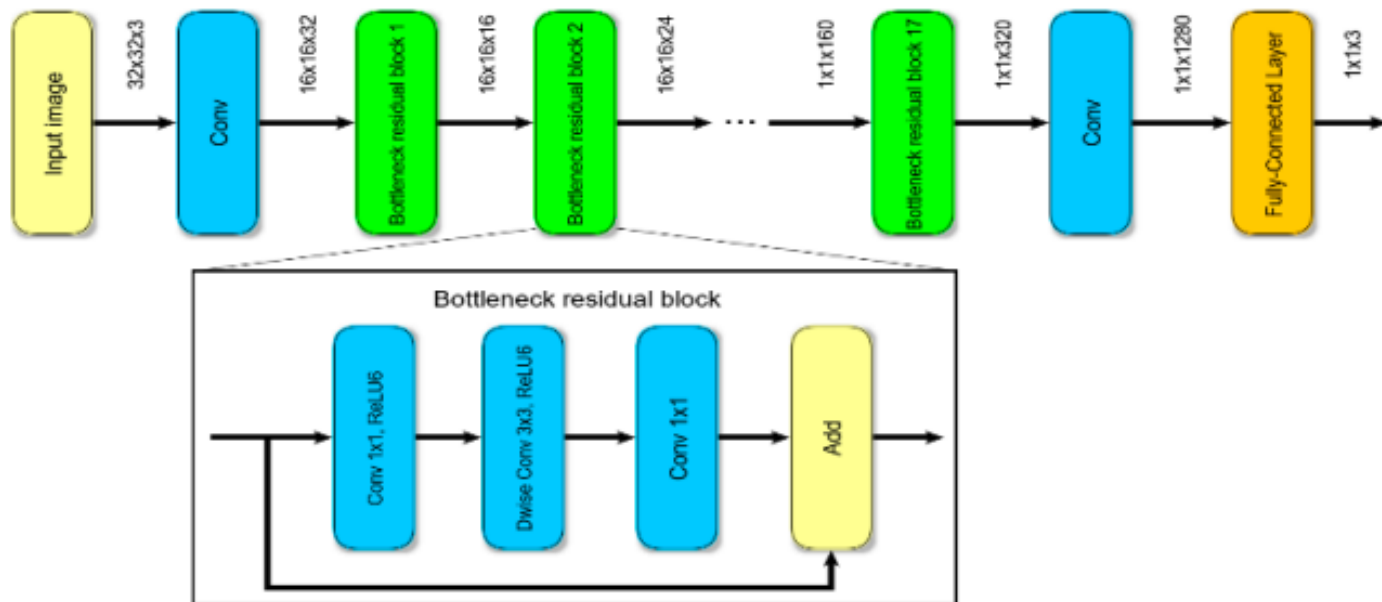 Input image
32x32x3
Conv
16x16x32
Bottleneck residual block 1
16x16x16
Bottleneck residual block 2
16x16x24
...
1x1x160
Bottleneck residual block 17
1x1x320
Conv
1x1x1280
Fully-Connected Layer
1x1x3
Bottleneck residual block
Conv 1x1, ReLU6
Dwise Conv 3x3, ReLU6
Conv 1x1
Add